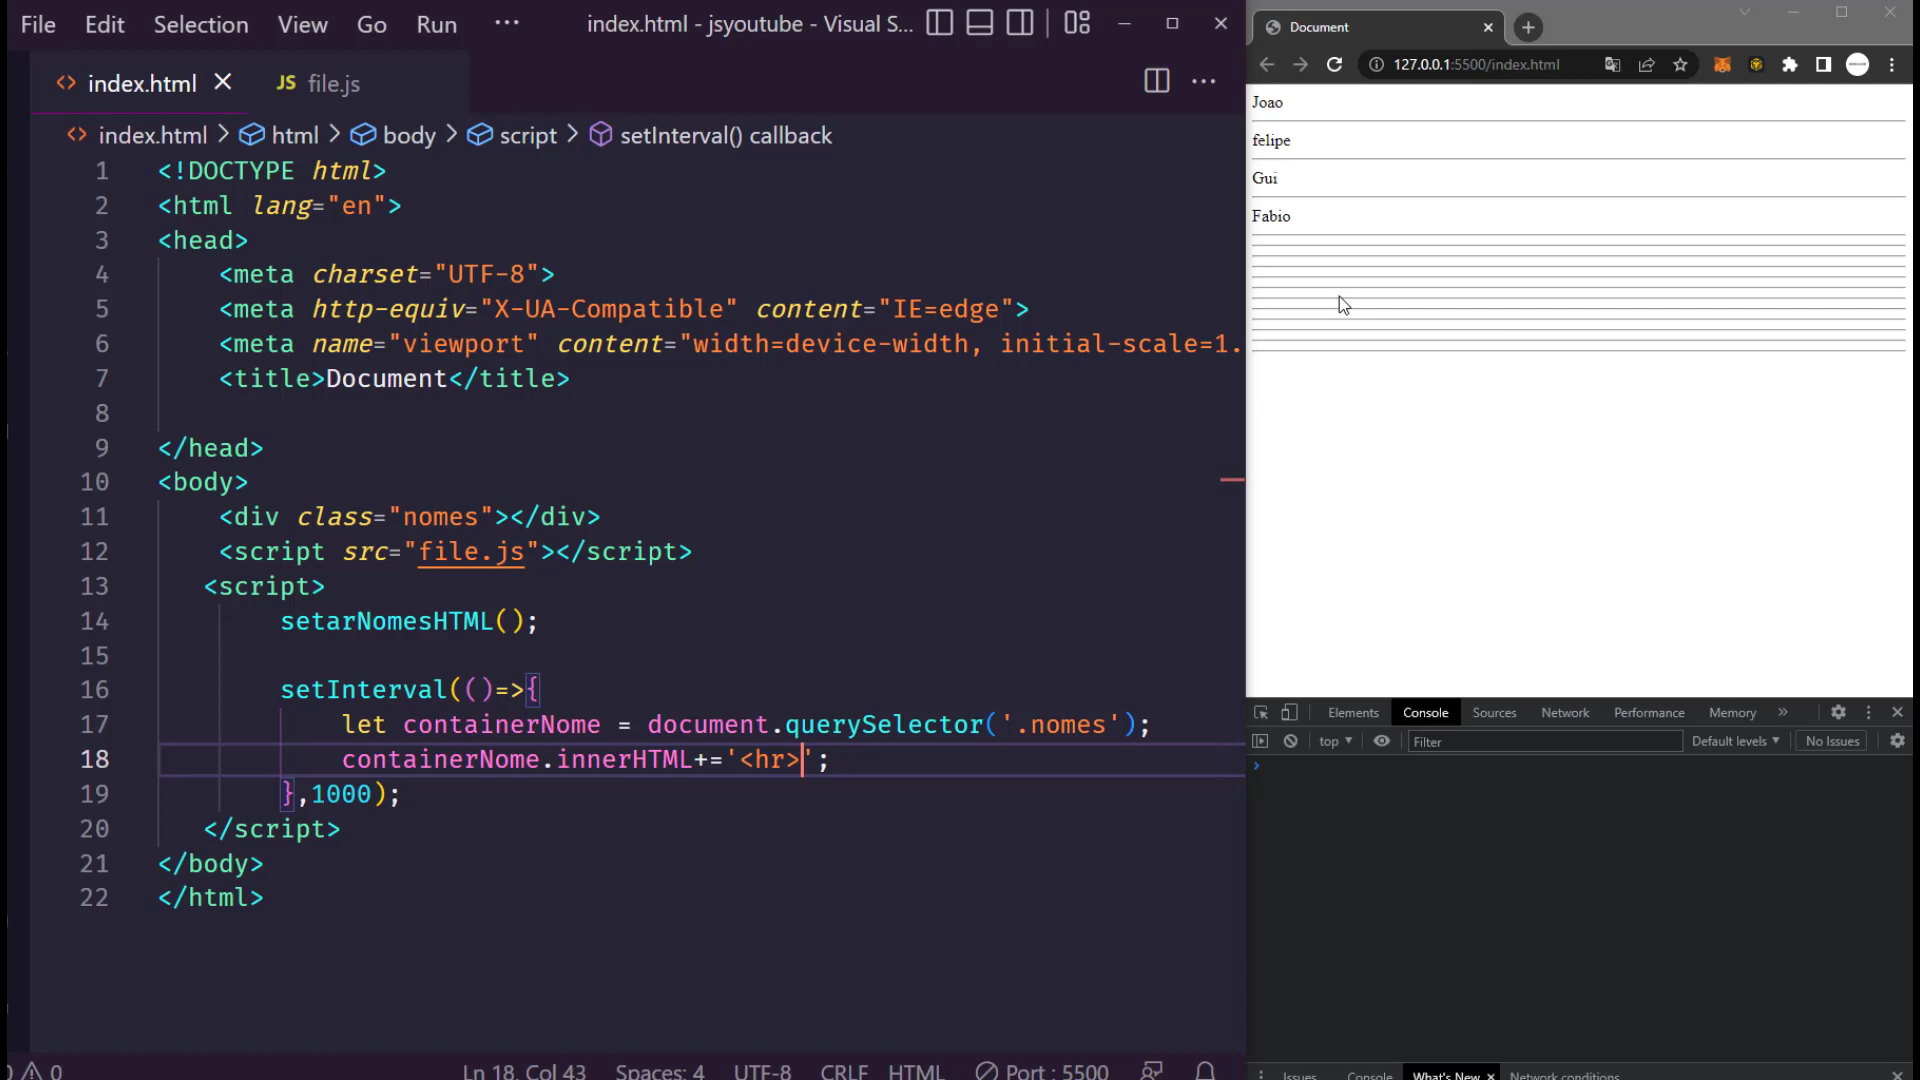 File Edit Selection View Go Run ··· index.html - jsyoutube - Visual S...
index.html JS file.js
index.html > html > body > script > setInterval() callback
1 <!DOCTYPE html>
2 <html lang="en">
3 <head>
4 <meta charset="UTF-8">
5 <meta http-equiv="X-UA-Compatible" content="IE=edge">
6 <meta name="viewport" content="width=device-width, initial-scale=1.
7 <title>Document</title>
8
9 </head>
10 <body>
11 <div class="nomes"></div>
12 <script src="file.js"></script>
13 <script>
14 setarNomesHTML();
15
16 setInterval(()=>{
17 let containerNome = document.querySelector('.nomes');
18 containerNome.innerHTML+='<hr>';
19 },1000);
20 </script>
21 </body>
22 </html>
0 Ln 18, Col 43 Spaces: 4 UTF-8 CRLF HTML Port : 5500
Document
127.0.0.1:5500/index.html
Joao
felipe
Gui
Fabio
Elements Console Sources Network Performance Memory »
top Filter Default levels No Issues
Issues Console What's New Network conditions